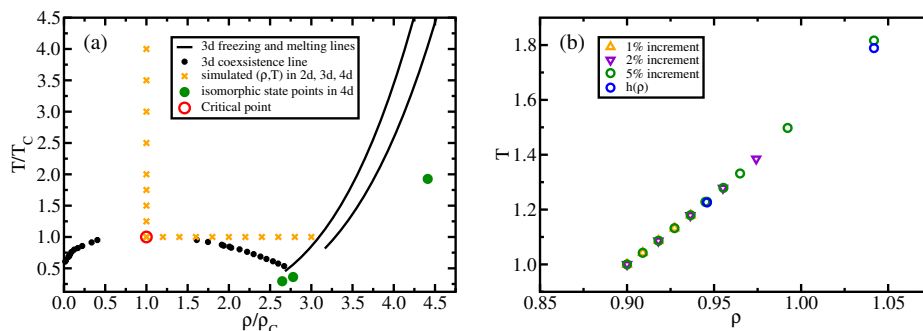 (a)
3d freezing and melting lines
3d coexsistence line
simulated (ρ,T) in 2d, 3d, 4d
isomorphic state points in 4d
Critical point
4.5
4.0
3.5
3.0
2.5
2.0
1.5
1.0
0.5
T/T_C
0.0 0.5 1.0 1.5 2.0 2.5 3.0 3.5 4.0 4.5
ρ/ρ_C
(b)
1% increment
2% increment
5% increment
h(ρ)
1.8
1.6
1.4
1.2
1.0
T
0.85 0.90 0.95 1.00 1.05
ρ